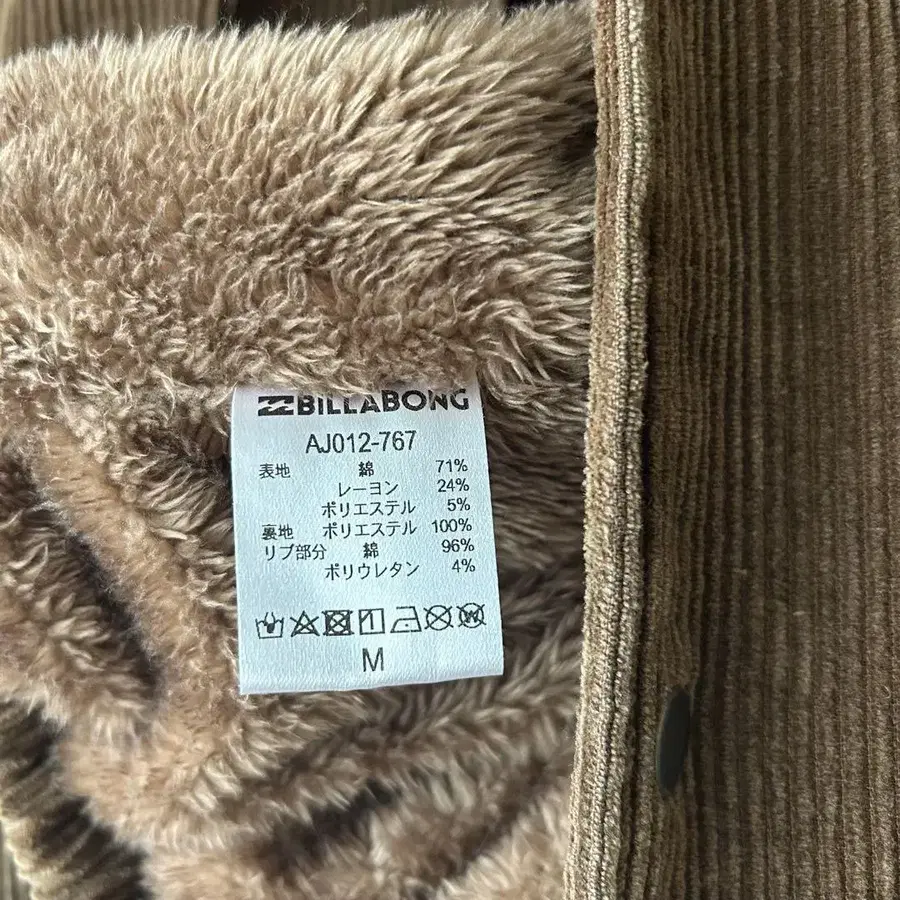 BILLABONG
AJ012-767
表地 綿 71%
レーヨン 24%
ポリエステル 5%
裏地 ポリエステル 100%
リブ部分 綿 96%
ポリウレタン 4%
M